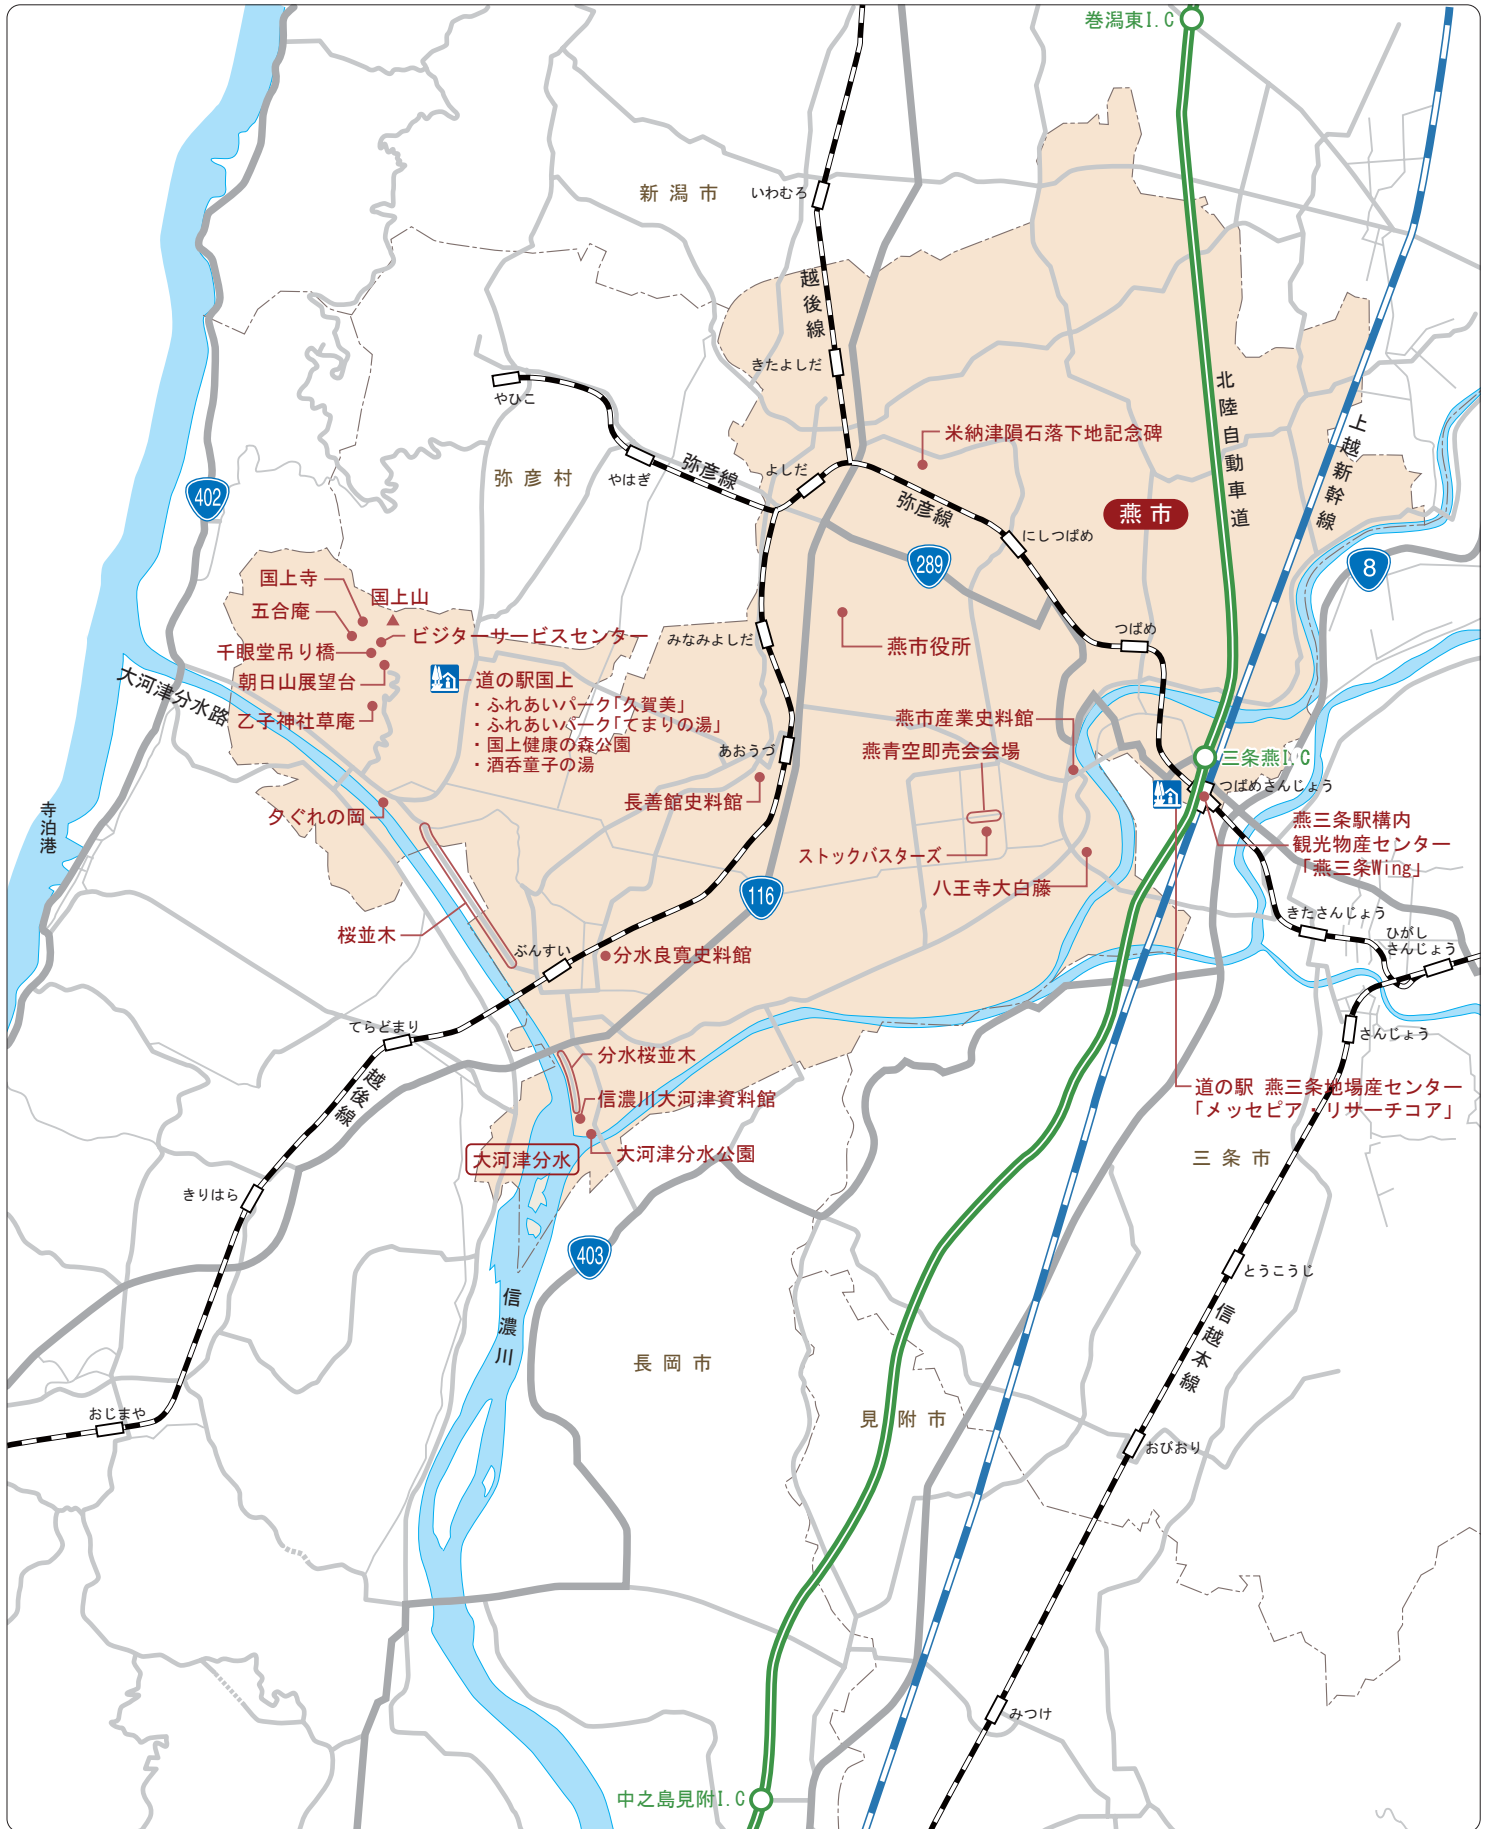 巻潟東I.C
新潟市
いわむろ
越後線
きたよしだ
やひこ
北陸自動車道
上越新幹線
米納津隕石落下地記念碑
弥彦村
やはぎ
弥彦線
よしだ
弥彦線
燕市
402
にしつばめ
289
8
国上寺
国上山
五合庵
ビジターサービスセンター
千眼堂吊り橋
朝日山展望台
みなみよしだ
燕市役所
つばめ
道の駅国上
・ふれあいパーク「久賀美」
・ふれあいパーク「てまりの湯」
・国上健康の森公園
・酒呑童子の湯
大河津分水路
乙子神社草庵
燕市産業史料館
あおうづ
燕青空即売会会場
三条燕I.C
つばめさんじょう
長善館史料館
夕ぐれの岡
寺泊港
燕三条駅構内
観光物産センター
「燕三条Wing」
ストックバスターズ
八王寺大白藤
116
桜並木
きたさんじょう
ひがし
さんじょう
ぶんすい
分水良寛史料館
てらどまり
さんじょう
越後線
分水桜並木
信濃川大河津資料館
道の駅 燕三条地場産センター
「メッセピア・リサーチコア」
大河津分水
大河津分水公園
三条市
きりはら
403
とうこうじ
信濃川
信越本線
長岡市
見附市
おじまや
おびおり
みつけ
中之島見附I.C